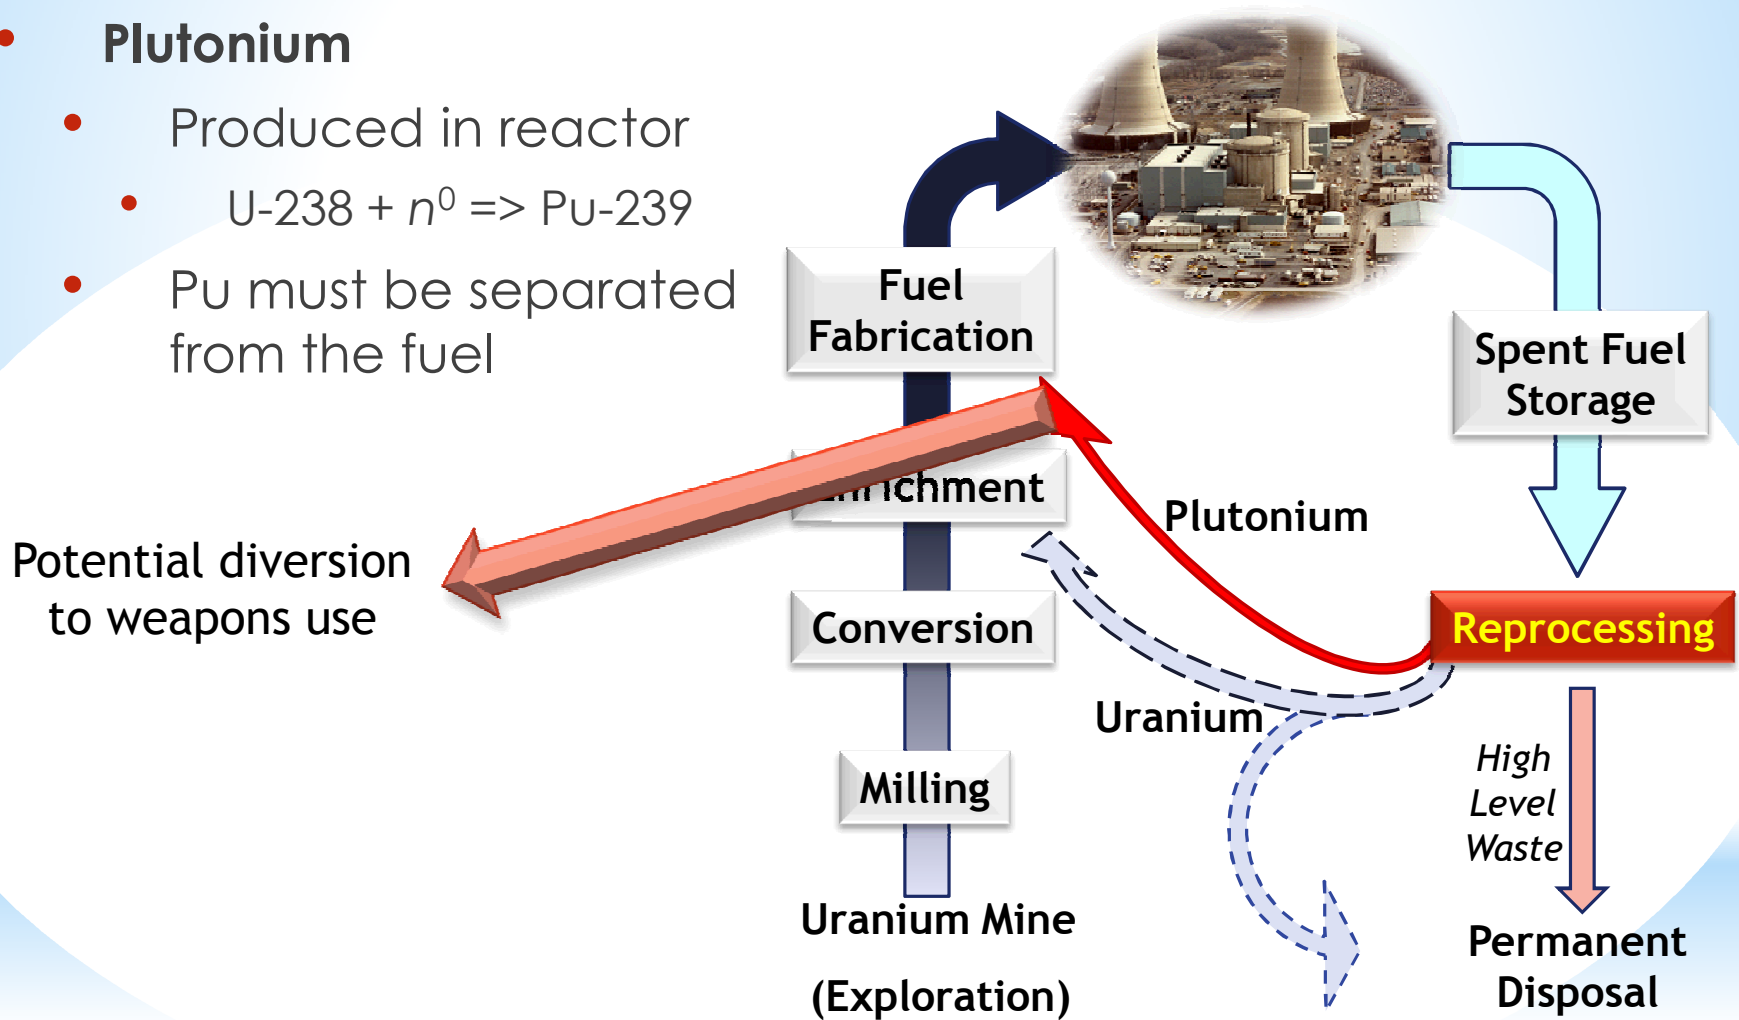 • Plutonium
• Produced in reactor
• U-238 + n⁰ => Pu-239
• Pu must be separated
from the fuel
Fuel
Fabrication
Spent Fuel
Storage
Enrichment
Plutonium
Potential diversion
to weapons use
Conversion
Reprocessing
Uranium
High
Level
Waste
Milling
Uranium Mine
(Exploration)
Permanent
Disposal